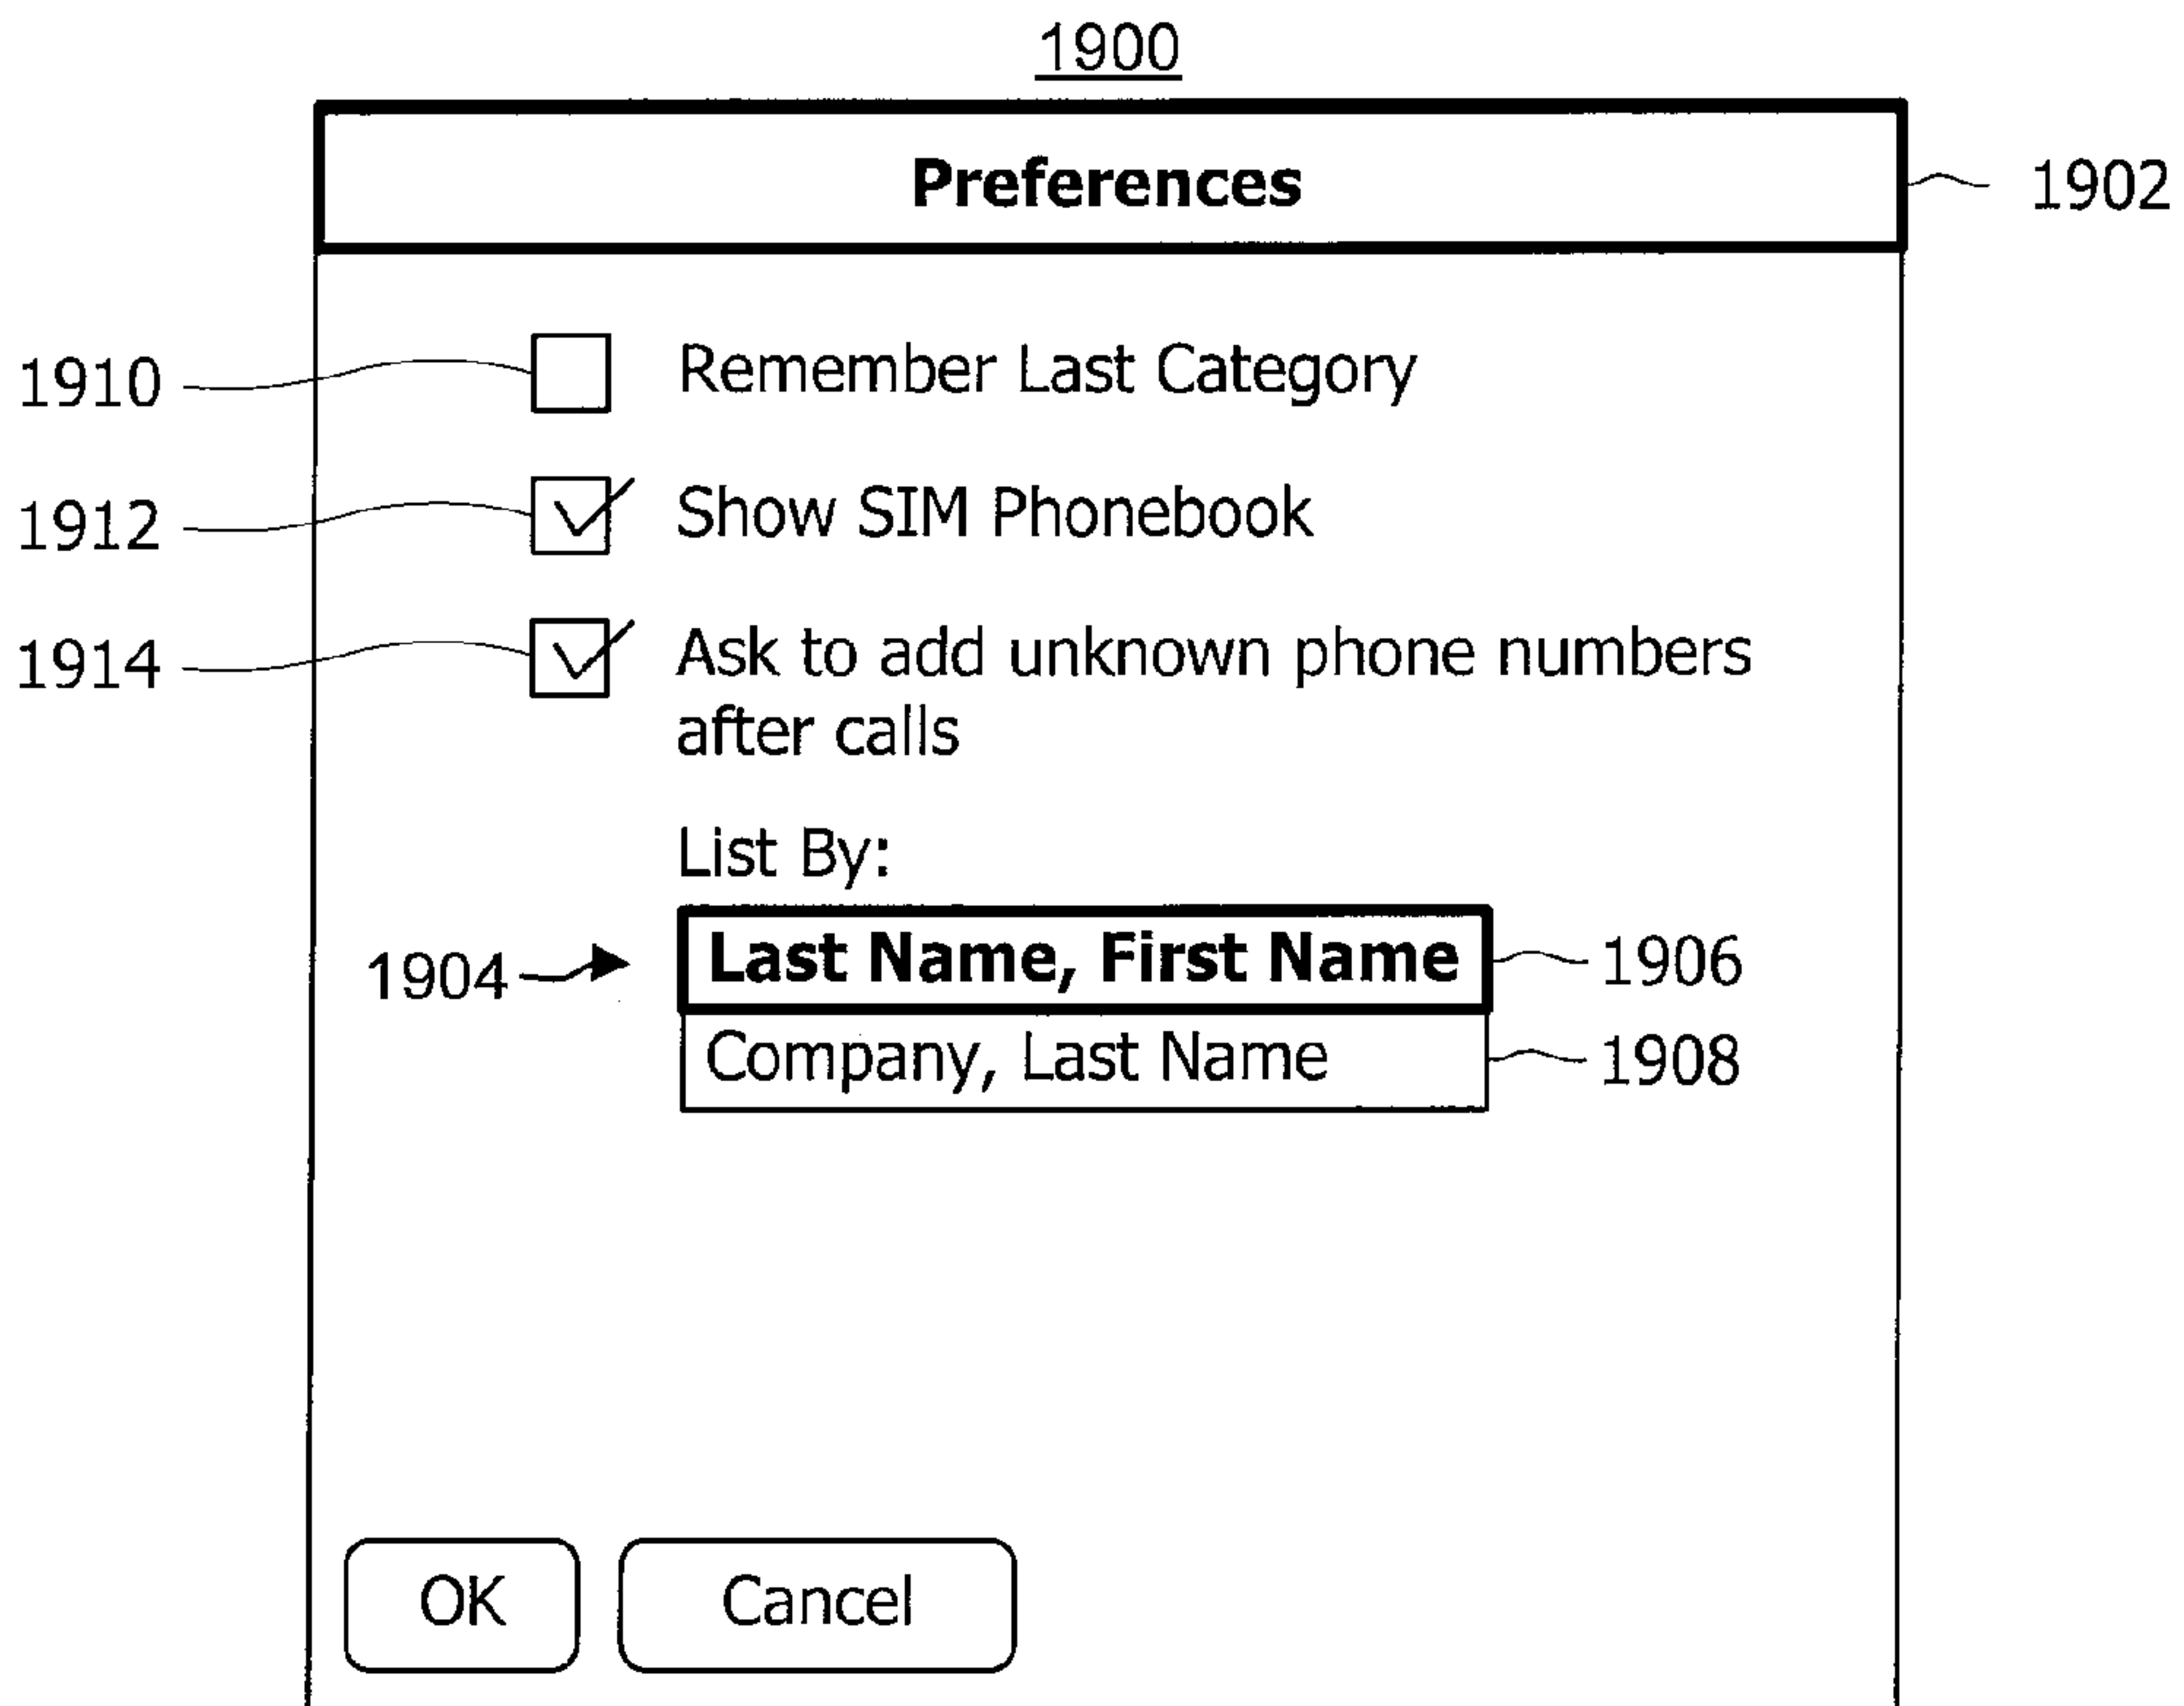 1900
Preferences 1902
1910 Remember Last Category
1912 Show SIM Phonebook
1914 Ask to add unknown phone numbers
after calls
List By:
1904 Last Name, First Name 1906
Company, Last Name 1908
OK Cancel